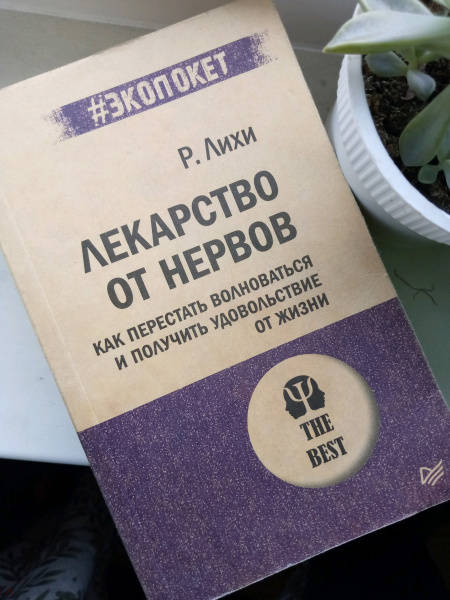 #ЭКОПОКЕТ
Р. Лихи
ЛЕКАРСТВО
ОТ НЕРВОВ
КАК ПЕРЕСТАТЬ ВОЛНОВАТЬСЯ
И ПОЛУЧИТЬ УДОВОЛЬСТВИЕ
ОТ ЖИЗНИ
Ψ
THE
BEST